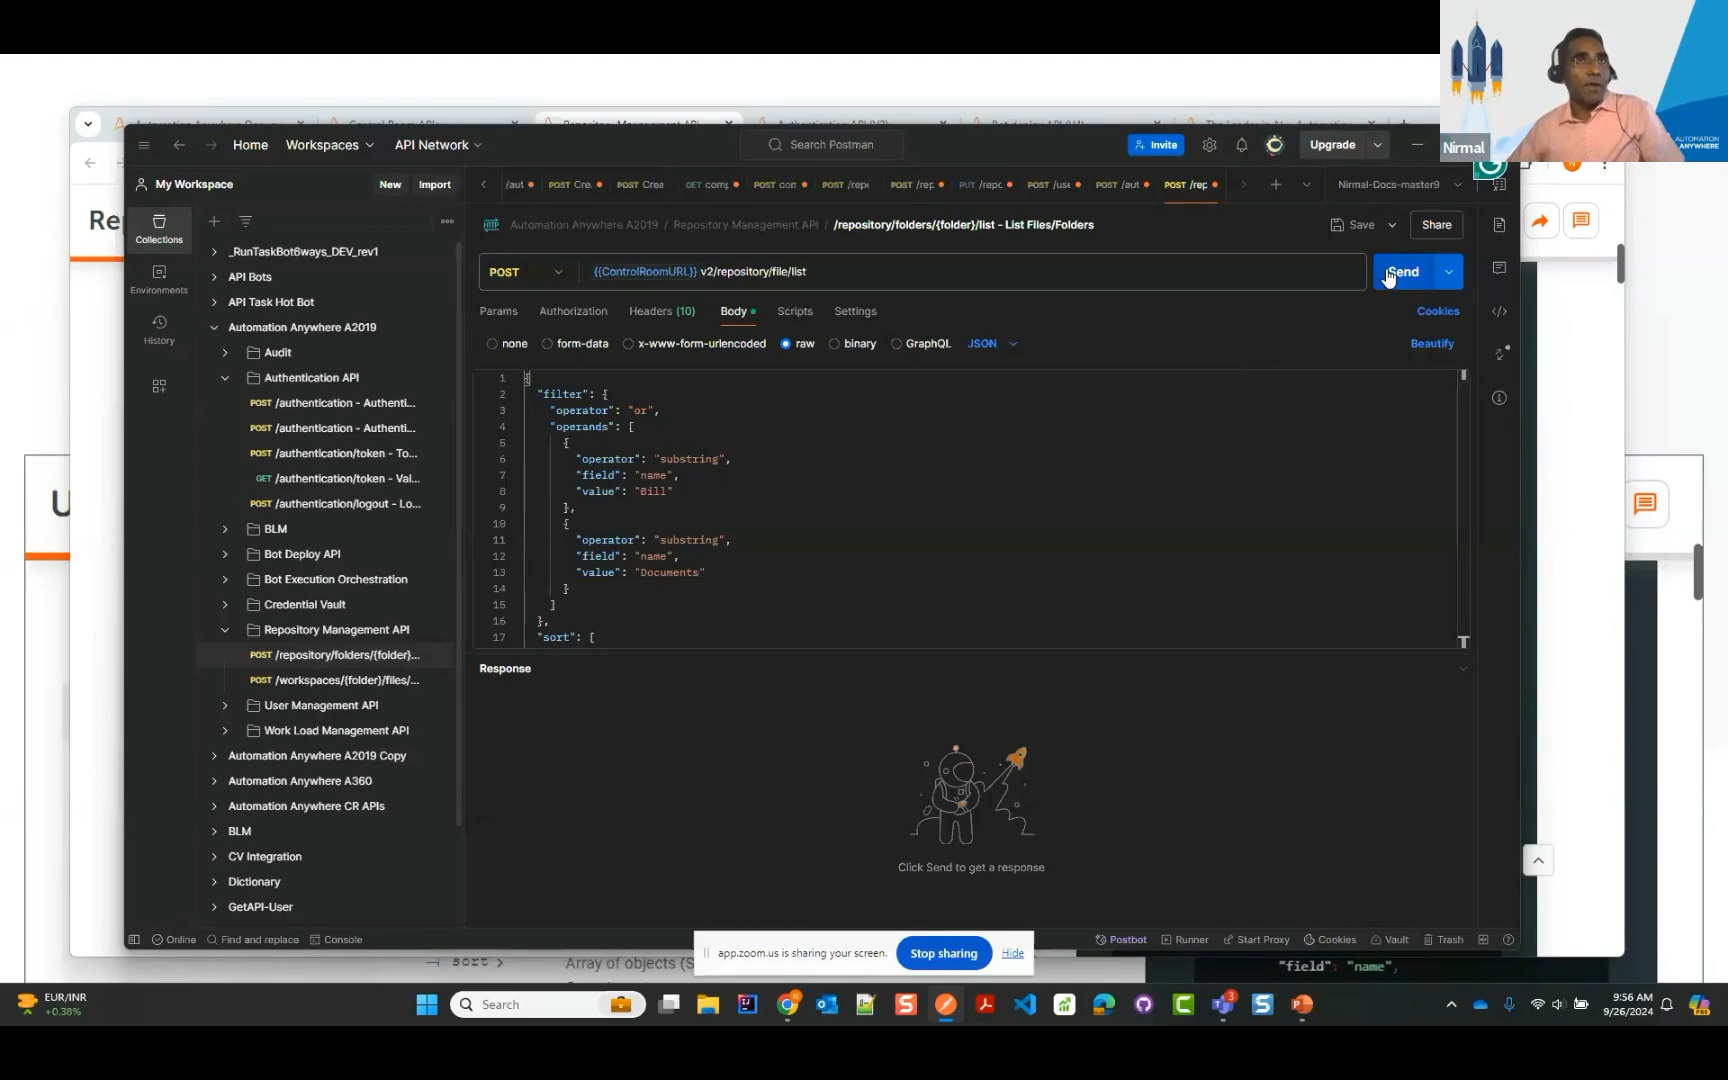 Nirmal
AUTOMATION
ANYWHERE
Home
Workspaces
API Network
Search Postman
Invite
Upgrade
My Workspace
New
Import
/aut
POST Cre
POST Crea
GET comp
POST con
POST /repo
POST /rep
PUT /repo
POST /use
POST /aut
POST /rep
Nirmal-Docs-master9
Re
Collections
Environments
History
_RunTaskBot6ways_DEV_rev1
API Bots
API Task Hot Bot
Automation Anywhere A2019
Audit
Authentication API
POST /authentication - Authenti...
POST /authentication - Authenti...
POST /authentication/token - To...
GET /authentication/token - Val...
POST /authentication/logout - Lo...
BLM
Bot Deploy API
Bot Execution Orchestration
Credential Vault
Repository Management API
POST /repository/folders/{folder}...
POST /workspaces/{folder}/files/...
User Management API
Work Load Management API
Automation Anywhere A2019 Copy
Automation Anywhere A360
Automation Anywhere CR APIs
BLM
CV Integration
Dictionary
GetAPI-User
Automation Anywhere A2019 / Repository Management API / /repository/folders/{folder}/list - List Files/Folders
Save
Share
POST
{{ControlRoomURL}} v2/repository/file/list
Send
Params
Authorization
Headers (10)
Body
Scripts
Settings
Cookies
none
form-data
x-www-form-urlencoded
raw
binary
GraphQL
JSON
Beautify
1 {
2 "filter": {
3 "operator": "or",
4 "operands": [
5 {
6 "operator": "substring",
7 "field": "name",
8 "value": "Bill"
9 },
10 {
11 "operator": "substring",
12 "field": "name",
13 "value": "Documents"
14 }
15 ]
16 },
17 "sort": [
Response
Click Send to get a response
Online
Find and replace
Console
Postbot
Runner
Start Proxy
Cookies
Vault
Trash
app.zoom.us is sharing your screen.
Stop sharing
Hide
sort
Array of objects (S
"field": "name",
EUR/INR
+0.38%
Search
9:56 AM
9/26/2024